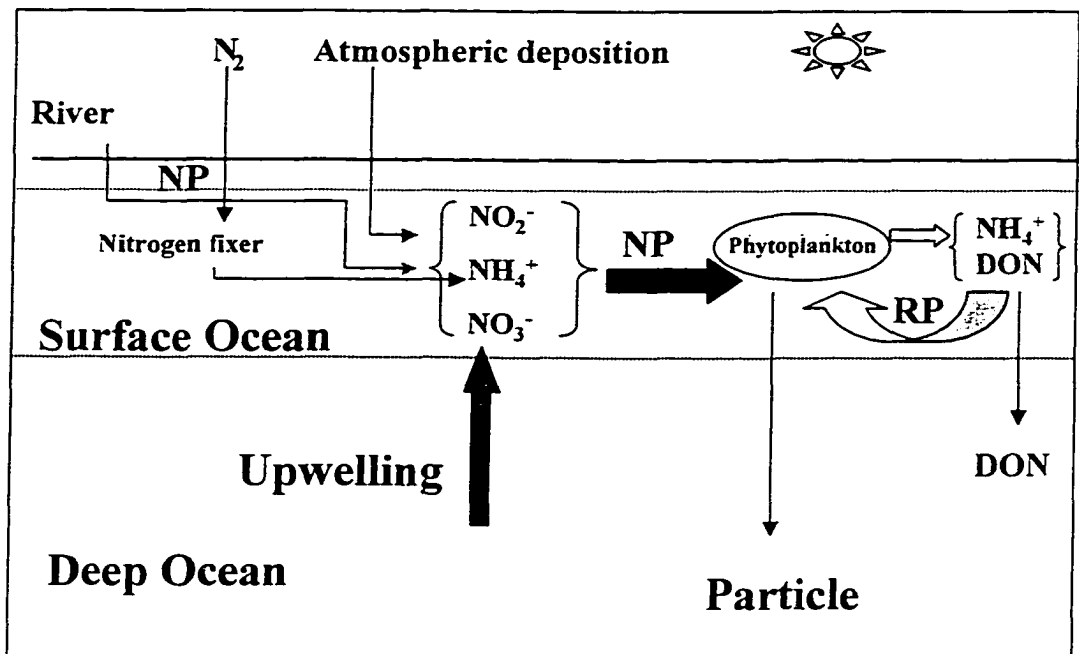 N₂
Atmospheric deposition
River
NP
NO₂⁻
Nitrogen fixer
NH₄⁺
NO₃⁻
NP
Phytoplankton
NH₄⁺
DON
RP
Surface Ocean
Upwelling
DON
Deep Ocean
Particle